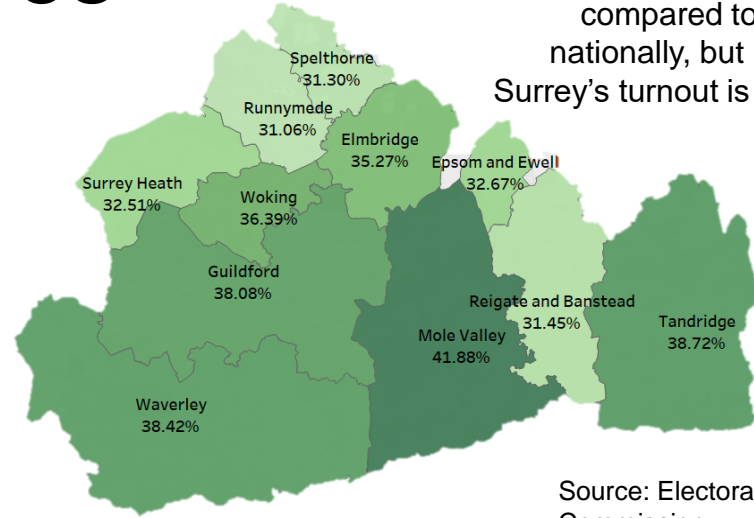 compared to
nationally, but
Surrey's turnout is
Spelthorne
31.30%
Runnymede
31.06%
Elmbridge
35.27%
Epsom and Ewell
32.67%
Surrey Heath
32.51%
Woking
36.39%
Guildford
38.08%
Reigate and Banstead
31.45%
Tandridge
38.72%
Mole Valley
41.88%
Waverley
38.42%
Source: Electora